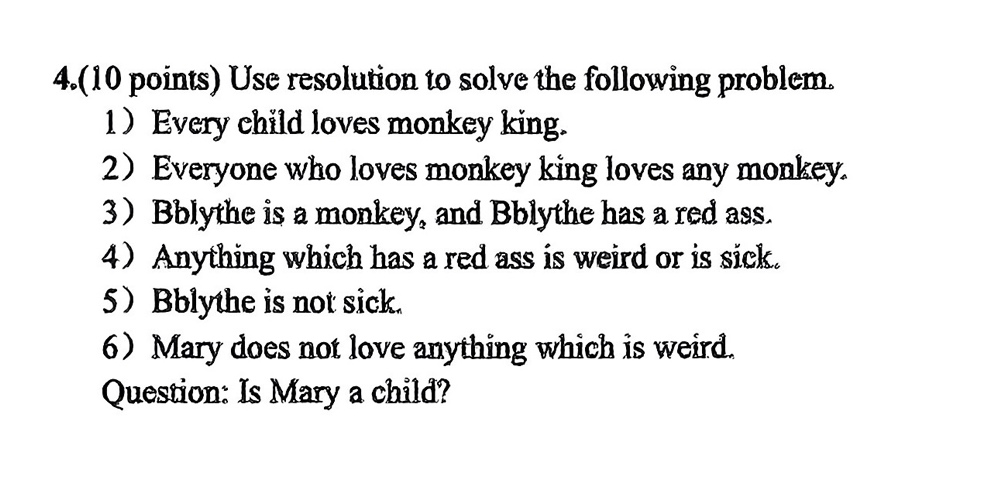 4.(10 points) Use resolution to solve the following problem.
1) Every child loves monkey king.
2) Everyone who loves monkey king loves any monkey.
3) Bblythe is a monkey, and Bblythe has a red ass.
4) Anything which has a red ass is weird or is sick.
5) Bblythe is not sick.
6) Mary does not love anything which is weird.
Question: Is Mary a child?